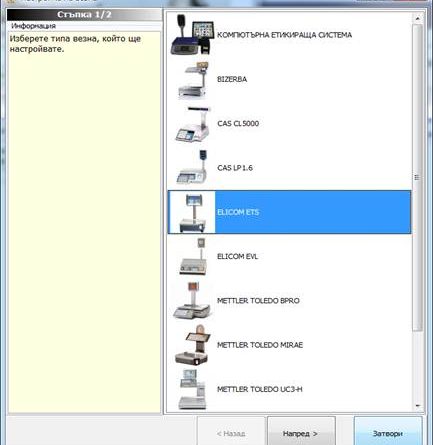 Стъпка 1/2
Информация
Изберете типа везна, който ще
настройвате.
КОМПЮТЪРНА ЕТИКИРАЩА СИСТЕМА
BIZERBA
CAS CL5000
CAS LP1.6
ELICOM ETS
ELICOM EVL
METTLER TOLEDO BPRO
METTLER TOLEDO MIRAE
METTLER TOLEDO UC3-H
< Назад
Напред >
Затвори